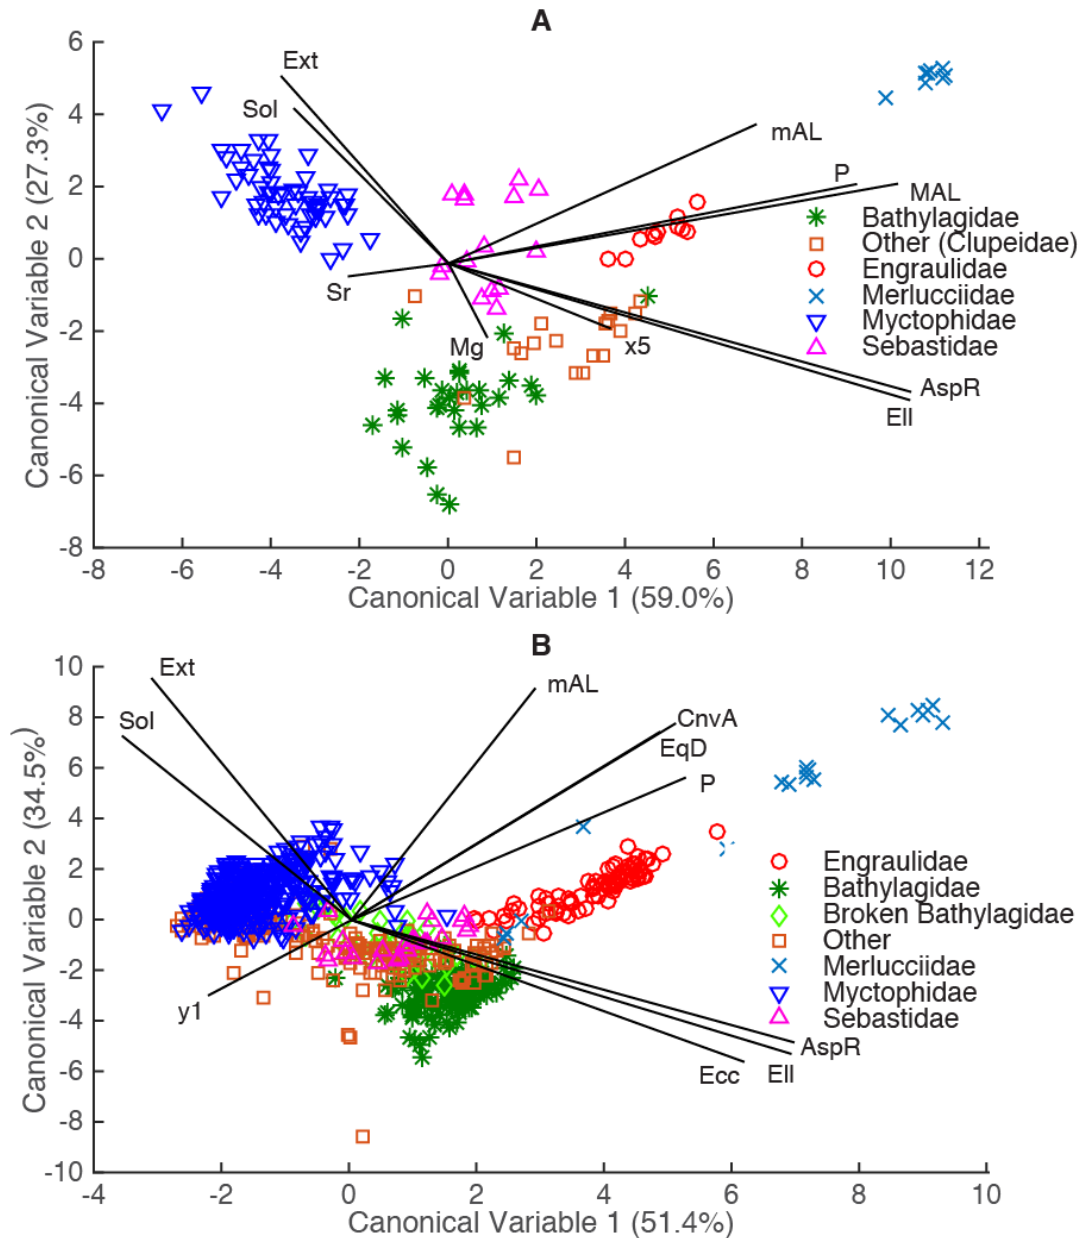 A
6
4
2
0
-2
-4
-6
-8
Canonical Variable 2 (27.3%)
Ext
Sol
mAL
P
MAL
Sr
Mg
x5
AspR
Ell
Bathylagidae
Other (Clupeidae)
Engraulidae
Merlucciidae
Myctophidae
Sebastidae
-8 -6 -4 -2 0 2 4 6 8 10 12
Canonical Variable 1 (59.0%)
B
10
8
6
4
2
0
-2
-4
-6
-8
-10
Canonical Variable 2 (34.5%)
Ext
Sol
mAL
CnvA
EqD
P
y1
AspR
Ecc Ell
Engraulidae
Bathylagidae
Broken Bathylagidae
Other
Merlucciidae
Myctophidae
Sebastidae
-4 -2 0 2 4 6 8 10
Canonical Variable 1 (51.4%)